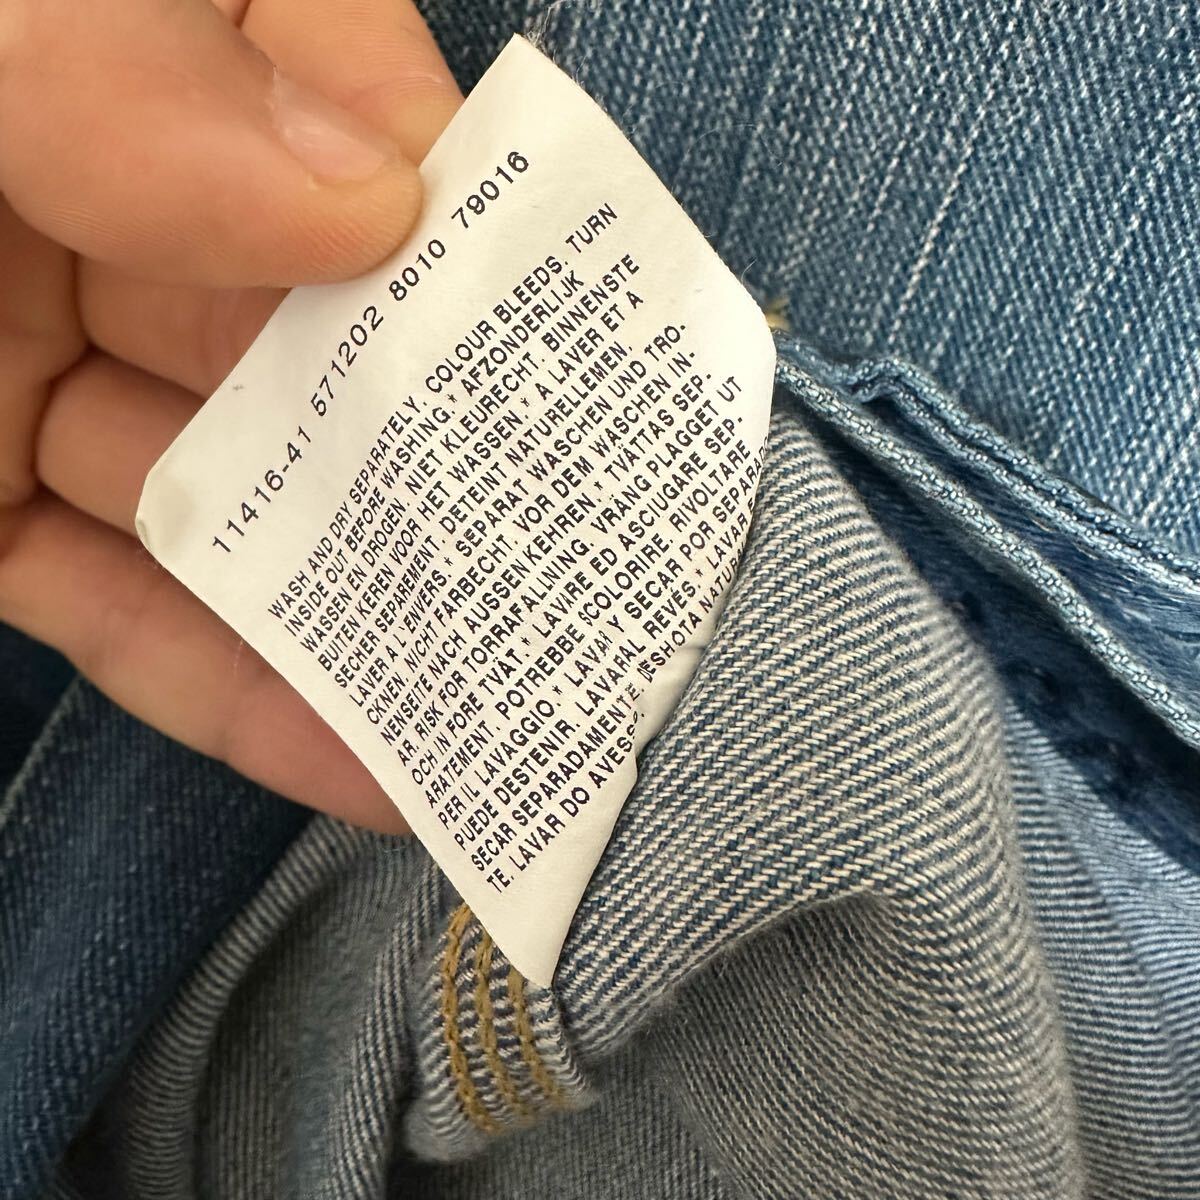 11416-41 571202 8010 79016
WASH AND DRY SEPARATELY. COLOUR BLEEDS. TURN
INSIDE OUT BEFORE WASHING.* AFZONDERLIJK
WASSEN EN DROGEN. NIET KLEURECHT. BINNENSTE
BUITEN KEREN VOOR HET WASSEN.* A LAVER ET A
SECHER SEPAREMENT. DETEINT NATURELLEMEN.
LAVER A L'ENVERS.* SEPARAT WASCHEN UND TRO.
CKNEN. NICHT FARBECHT. VOR DEM WASCHEN IN-
NENSEITE NACH AUSSEN KEHREN.* TVÄTTAS SEP.
AR. RISK FÖR TORRAFÄLLNING. VRÄNG PLAGGET UT
OCH IN FÖRE TVÄT.* LAVARE ED ASCIUGARE SEP.
ARATEMENT. POTREBBE SCOLORIRE. RIVOLTARE
PER IL LAVAGGIO.* LAVAR Y SECAR POR SEPARADO
PUEDE DESTENIR. LAVAR AL REVÉS.* LAVAR E
SECAR SEPARADAMENTE. DESBOTA NATUR
TE. LAVAR DO AVESSO.